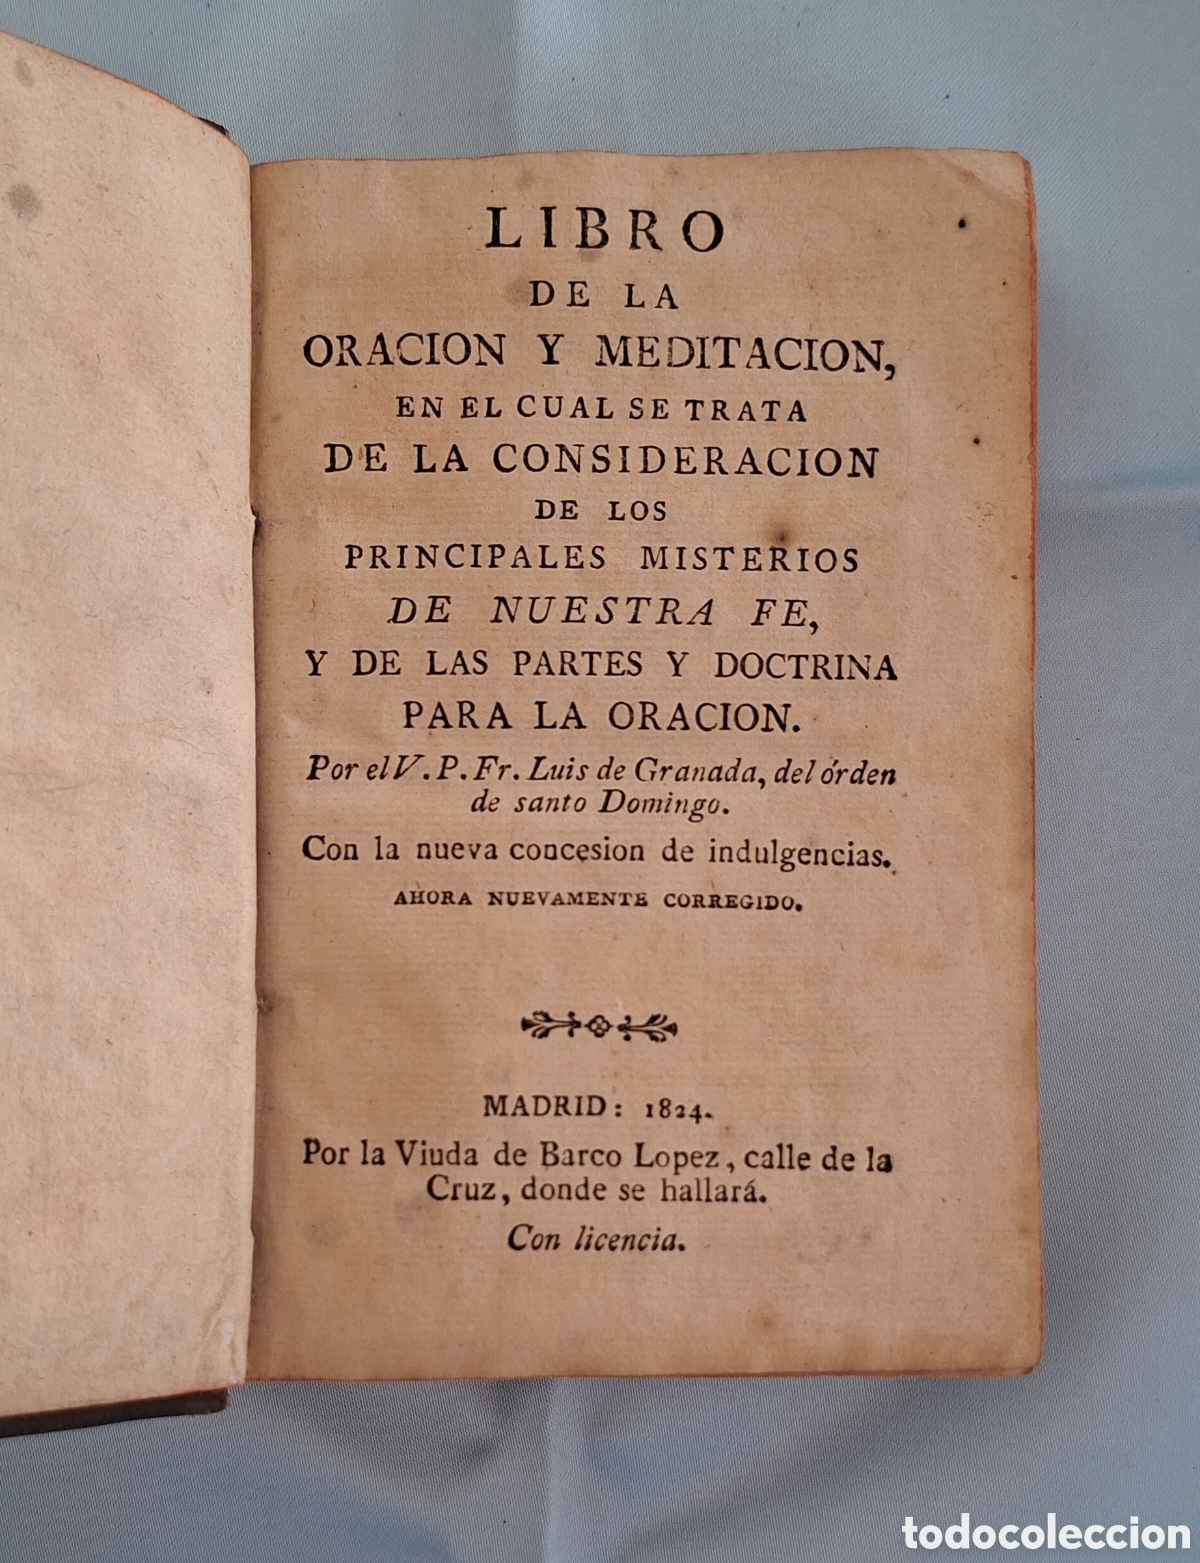 LIBRO
DE LA
ORACION Y MEDITACION,
EN EL CUAL SE TRATA
DE LA CONSIDERACION
DE LOS
PRINCIPALES MISTERIOS
DE NUESTRA FE,
Y DE LAS PARTES Y DOCTRINA
PARA LA ORACION.
Por el V. P. Fr. Luis de Granada, del órden
de santo Domingo.
Con la nueva concesion de indulgencias.
AHORA NUEVAMENTE CORREGIDO.
MADRID: 1824.
Por la Viuda de Barco Lopez, calle de la
Cruz, donde se hallará.
Con licencia.
todocoleccion